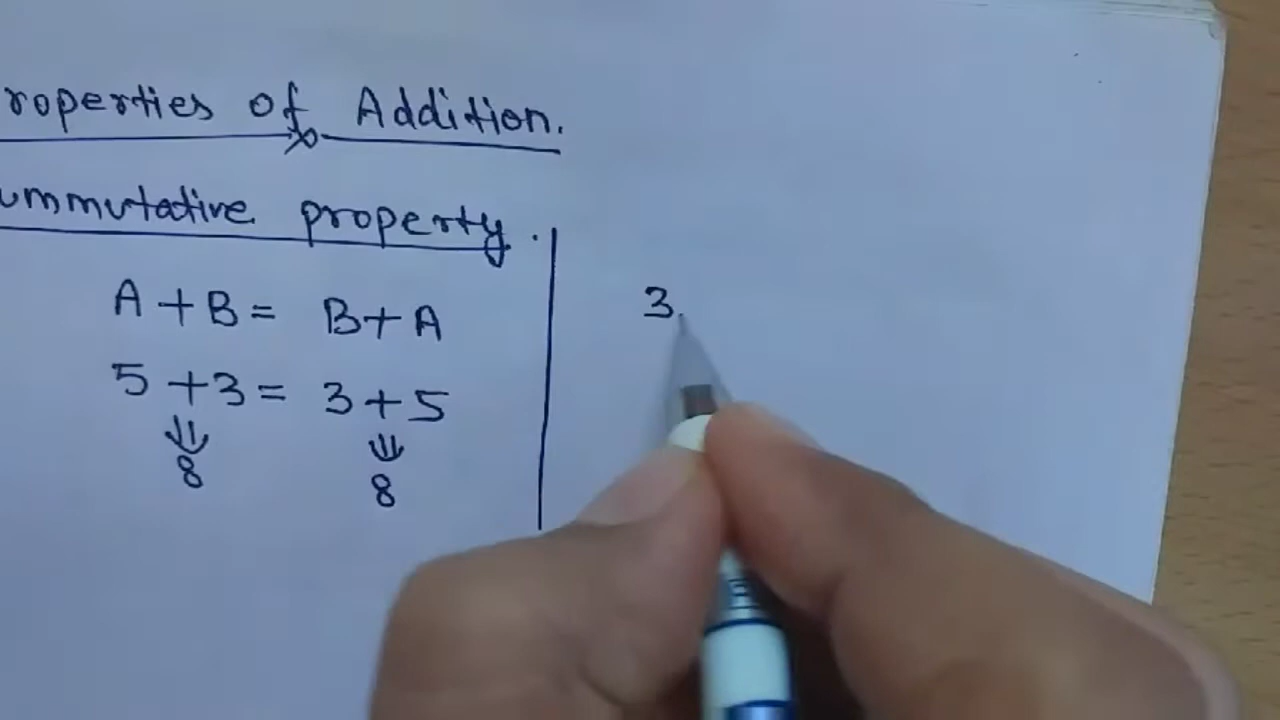 roperties of Addition.
ummutative property.
A + B = B + A
5 + 3 = 3 + 5
8 8
3.